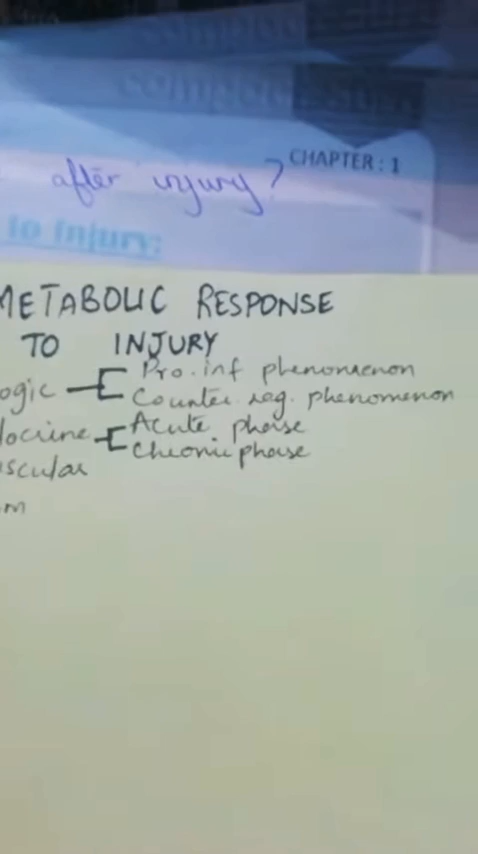 CHAPTER : 1
after injury?
to Injury:
METABOLIC RESPONSE
TO INJURY
ogic Pro. inf phenomenon
Counter. reg. phenomenon
docrine Acute phase
Chronic phase
scular
m